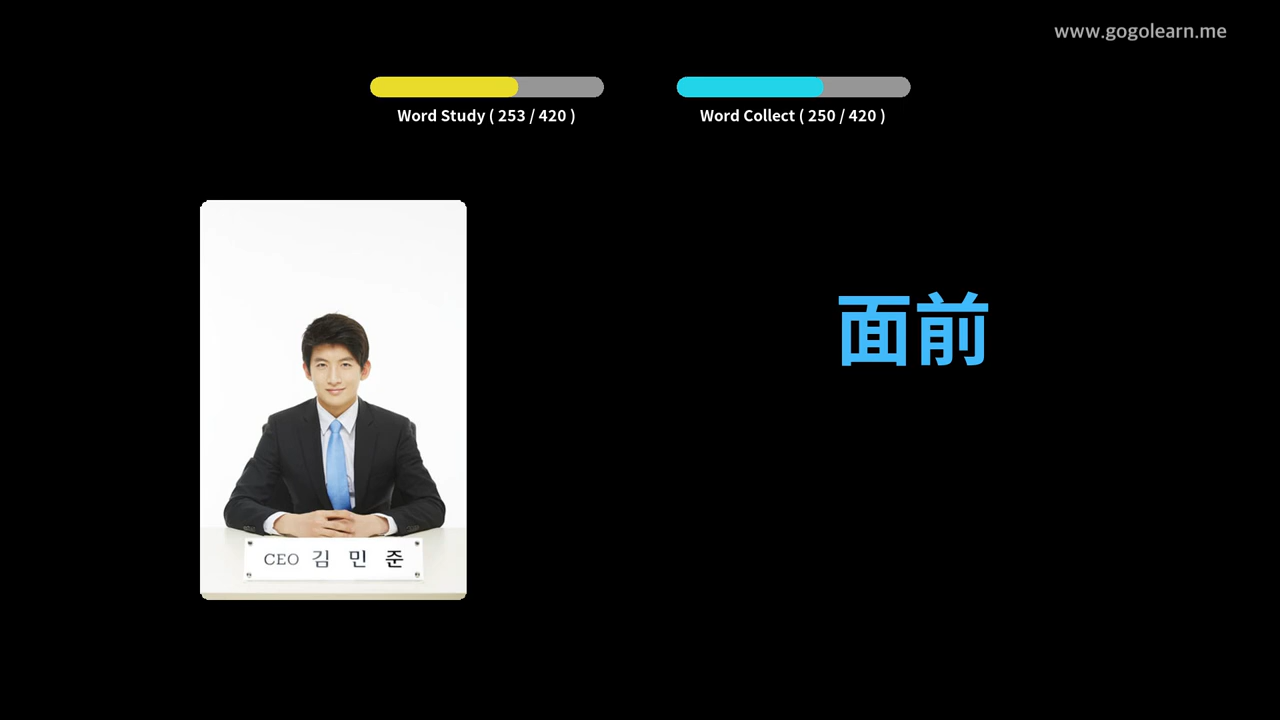 www.gogolearn.me
Word Study ( 253 / 420 )
Word Collect ( 250 / 420 )
面前
CEO 김 민 준